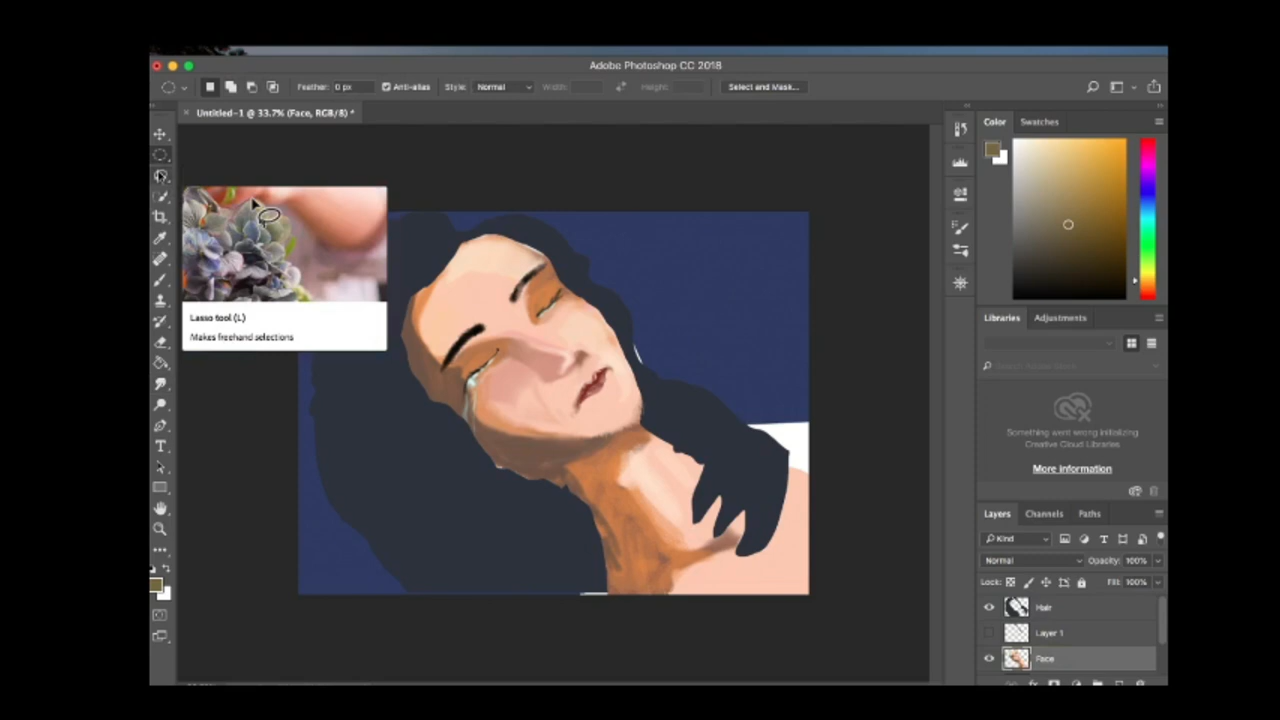 Adobe Photoshop CC 2018
Feather: 0 px Anti-alias Style: Normal Width: Height: Select and Mask...
Untitled-1 @ 33.7% (Face, RGB/8) *
Color Swatches
Lasso tool (L)
Makes freehand selections
Libraries Adjustments
Something went wrong initializing
Creative Cloud Libraries
More information
Layers Channels Paths
Kind
Normal Opacity: 100%
Lock: Fill: 100%
Hair
Layer 1
Face